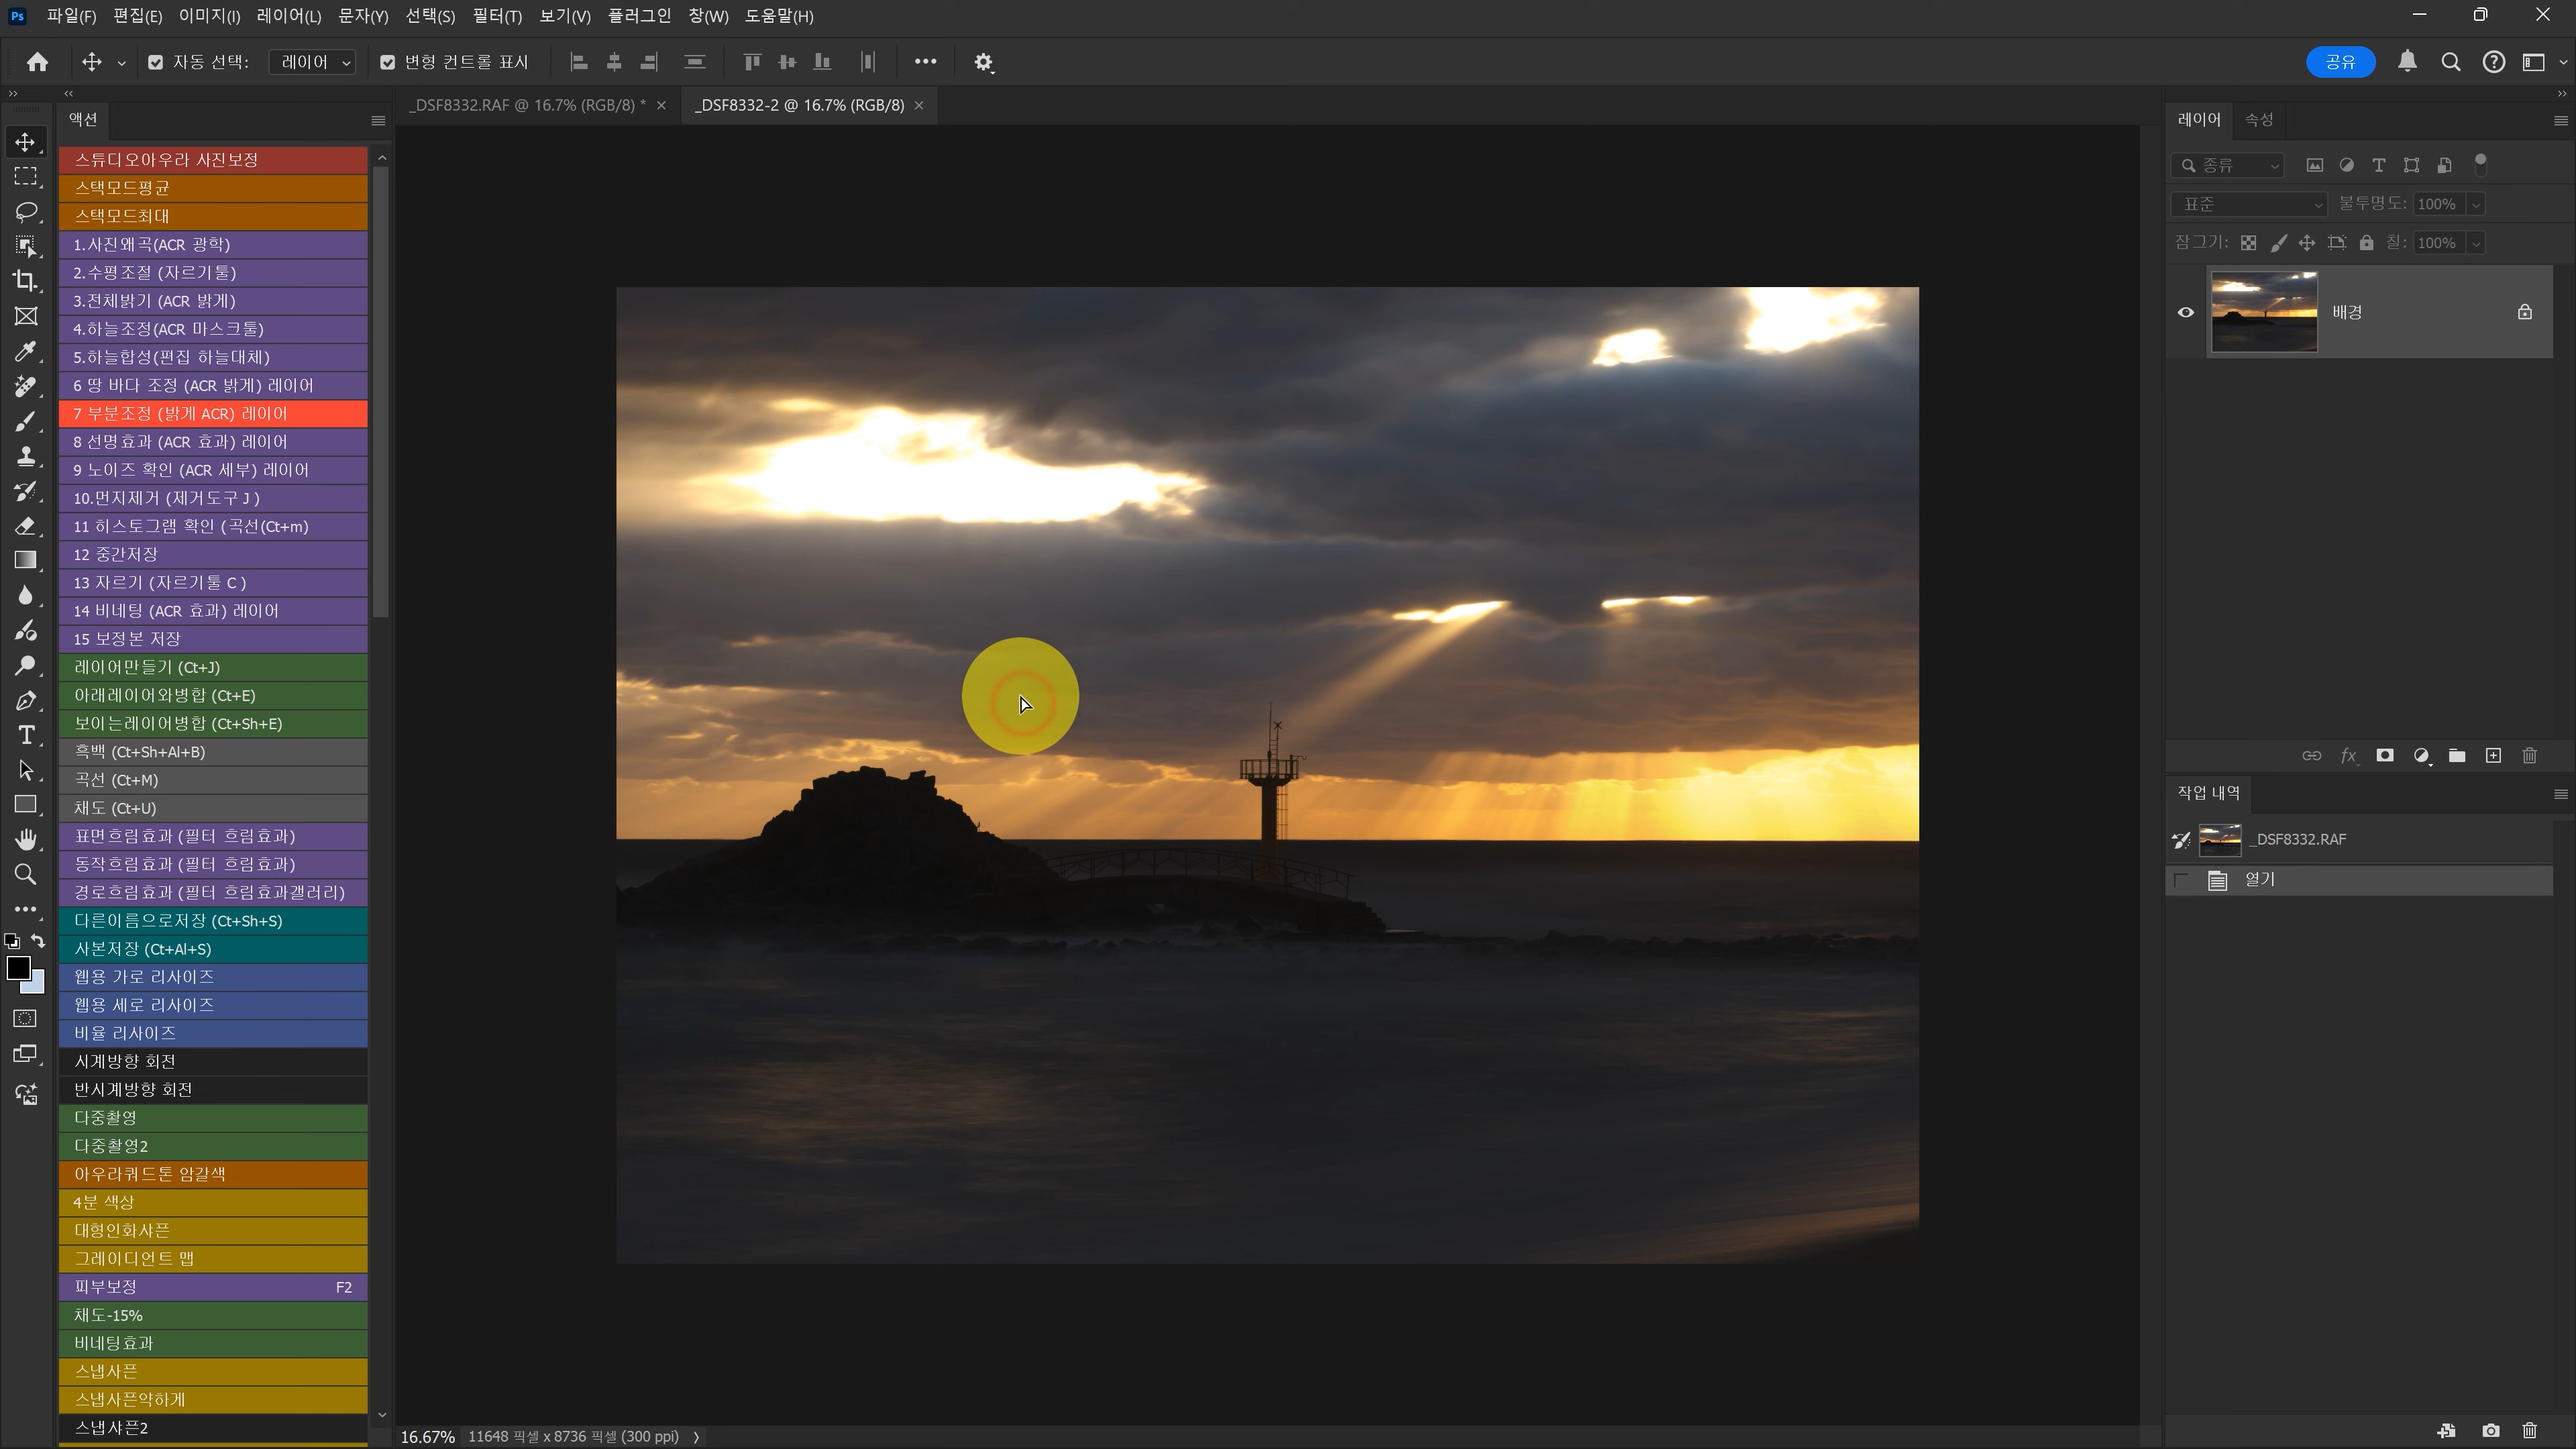 Ps 파일(F) 편집(E) 이미지(I) 레이어(L) 문자(Y) 선택(S) 필터(T) 보기(V) 플러그인 창(W) 도움말(H)
자동 선택: 레이어 변형 컨트롤 표시 공유
_DSF8332.RAF @ 16.7% (RGB/8) * _DSF8332-2 @ 16.7% (RGB/8)
액션
스튜디오아우라 사진보정
스택모드평균
스택모드최대
1.사진왜곡(ACR 광학)
2.수평조절 (자르기툴)
3.전체밝기 (ACR 밝게)
4.하늘조정(ACR 마스크툴)
5.하늘합성(편집 하늘대체)
6 땅 바다 조정 (ACR 밝게) 레이어
7 부분조정 (밝게 ACR) 레이어
8 선명효과 (ACR 효과) 레이어
9 노이즈 확인 (ACR 세부) 레이어
10.먼지제거 (제거도구 J )
11 히스토그램 확인 (곡선(Ct+m)
12 중간저장
13 자르기 (자르기툴 C )
14 비네팅 (ACR 효과) 레이어
15 보정본 저장
레이어만들기 (Ct+J)
아래레이어와병합 (Ct+E)
보이는레이어병합 (Ct+Sh+E)
흑백 (Ct+Sh+Al+B)
곡선 (Ct+M)
채도 (Ct+U)
표면흐림효과 (필터 흐림효과)
동작흐림효과 (필터 흐림효과)
경로흐림효과 (필터 흐림효과갤러리)
다른이름으로저장 (Ct+Sh+S)
사본저장 (Ct+Al+S)
웹용 가로 리사이즈
웹용 세로 리사이즈
비율 리사이즈
시계방향 회전
반시계방향 회전
다중촬영
다중촬영2
아우라쿼드톤 암갈색
4분 색상
대형인화샤픈
그레이디언트 맵
피부보정 F2
채도-15%
비네팅효과
스냅샤픈
스냅샤픈약하게
스냅샤픈2
16.67% 11648 픽셀 x 8736 픽셀 (300 ppi)
레이어 속성
종류
표준 불투명도: 100%
잠그기: 칠: 100%
배경
fx
작업 내역
_DSF8332.RAF
열기